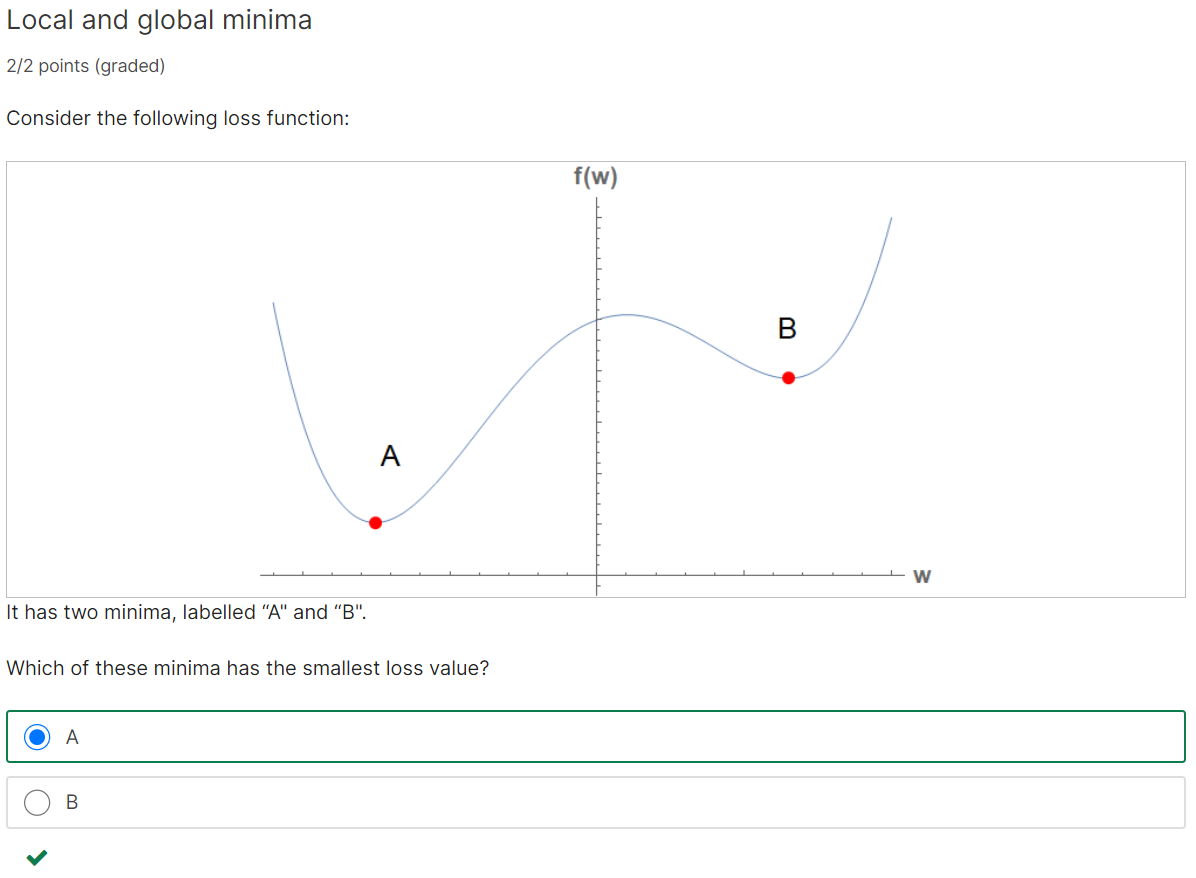 Local and global minima
2/2 points (graded)
Consider the following loss function:
f(w)
B
A
w
It has two minima, labelled “A" and “B".
Which of these minima has the smallest loss value?
A
B